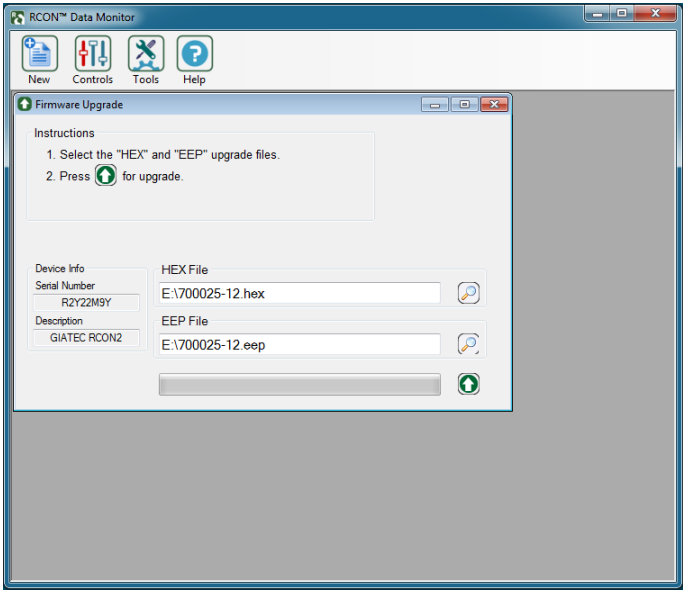 RCON™ Data Monitor
New Controls Tools Help
Firmware Upgrade
Instructions
1. Select the "HEX" and "EEP" upgrade files.
2. Press for upgrade.
Device Info
Serial Number
R2Y22M9Y
Description
GIATEC RCON2
HEX File
E:\700025-12.hex
EEP File
E:\700025-12.eep